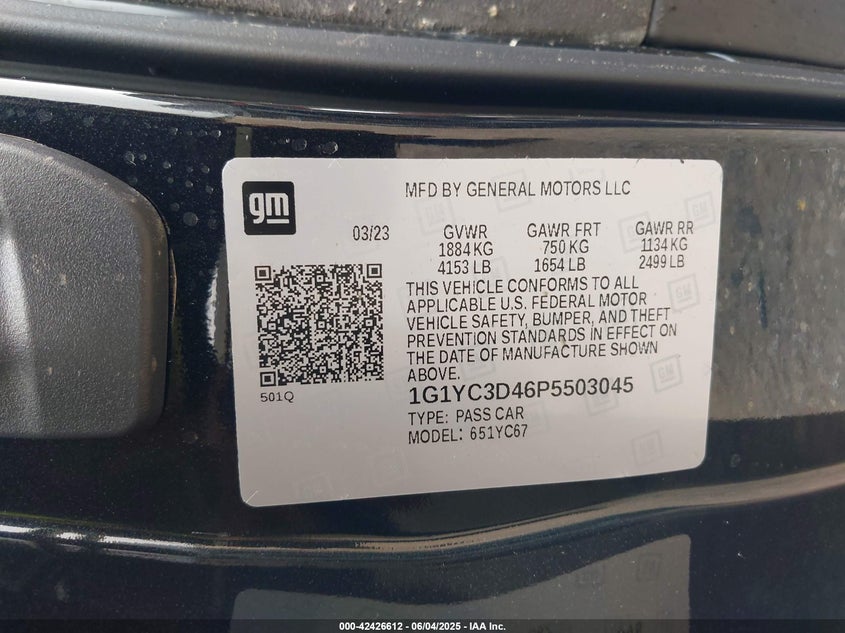 gm
MFD BY GENERAL MOTORS LLC
03/23
GVWR GAWR FRT GAWR RR
1884 KG 750 KG 1134 KG
4153 LB 1654 LB 2499 LB
THIS VEHICLE CONFORMS TO ALL
APPLICABLE U.S. FEDERAL MOTOR
VEHICLE SAFETY, BUMPER, AND THEFT
PREVENTION STANDARDS IN EFFECT ON
THE DATE OF MANUFACTURE SHOWN
ABOVE.
501Q
1G1YC3D46P5503045
TYPE: PASS CAR
MODEL: 651YC67
000-42426612 - 06/04/2025 - IAA Inc.